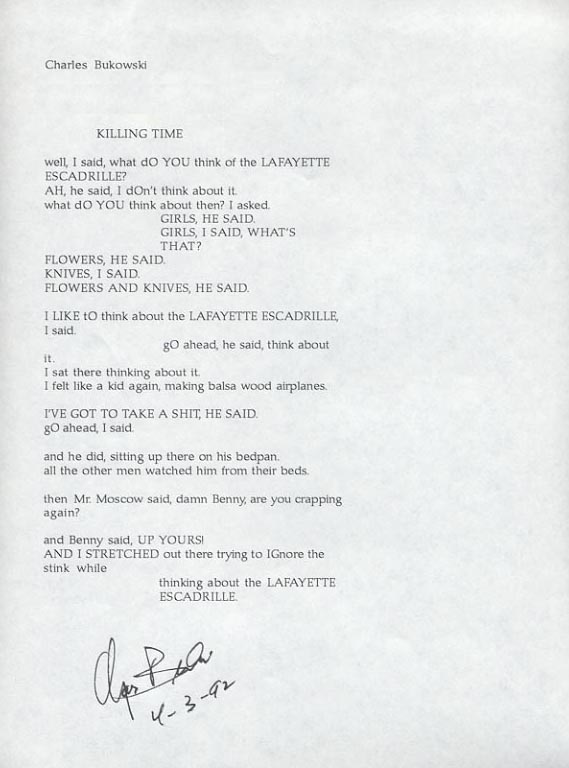 Charles Bukowski
KILLING TIME
well, I said, what dO YOU think of the LAFAYETTE
ESCADRILLE?
AH, he said, I dOn't think about it.
what dO YOU think about then? I asked.
GIRLS, HE SAID.
GIRLS, I SAID, WHAT'S
THAT?
FLOWERS, HE SAID.
KNIVES, I SAID.
FLOWERS AND KNIVES, HE SAID.
I LIKE tO think about the LAFAYETTE ESCADRILLE,
I said.
gO ahead, he said, think about
it.
I sat there thinking about it.
I felt like a kid again, making balsa wood airplanes.
I'VE GOT TO TAKE A SHIT, HE SAID.
gO ahead, I said.
and he did, sitting up there on his bedpan.
all the other men watched him from their beds.
then Mr. Moscow said, damn Benny, are you crapping
again?
and Benny said, UP YOURS!
AND I STRETCHED out there trying to IGnore the
stink while
thinking about the LAFAYETTE
ESCADRILLE.
4-3-92